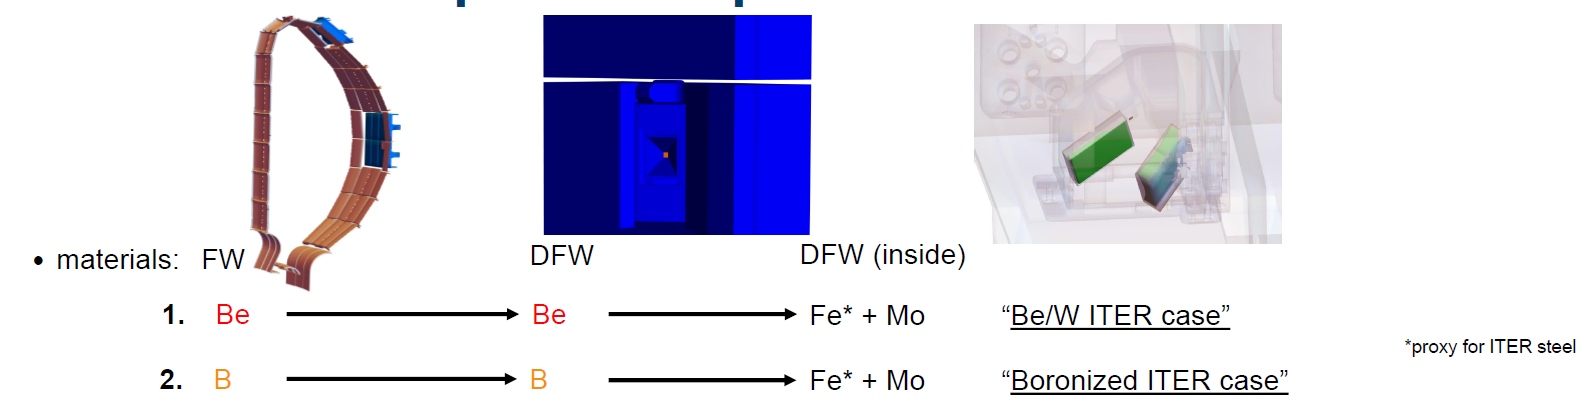 • materials: FW DFW DFW (inside)
1. Be Be Fe* + Mo “Be/W ITER case”
*proxy for ITER steel
2. B B Fe* + Mo “Boronized ITER case”